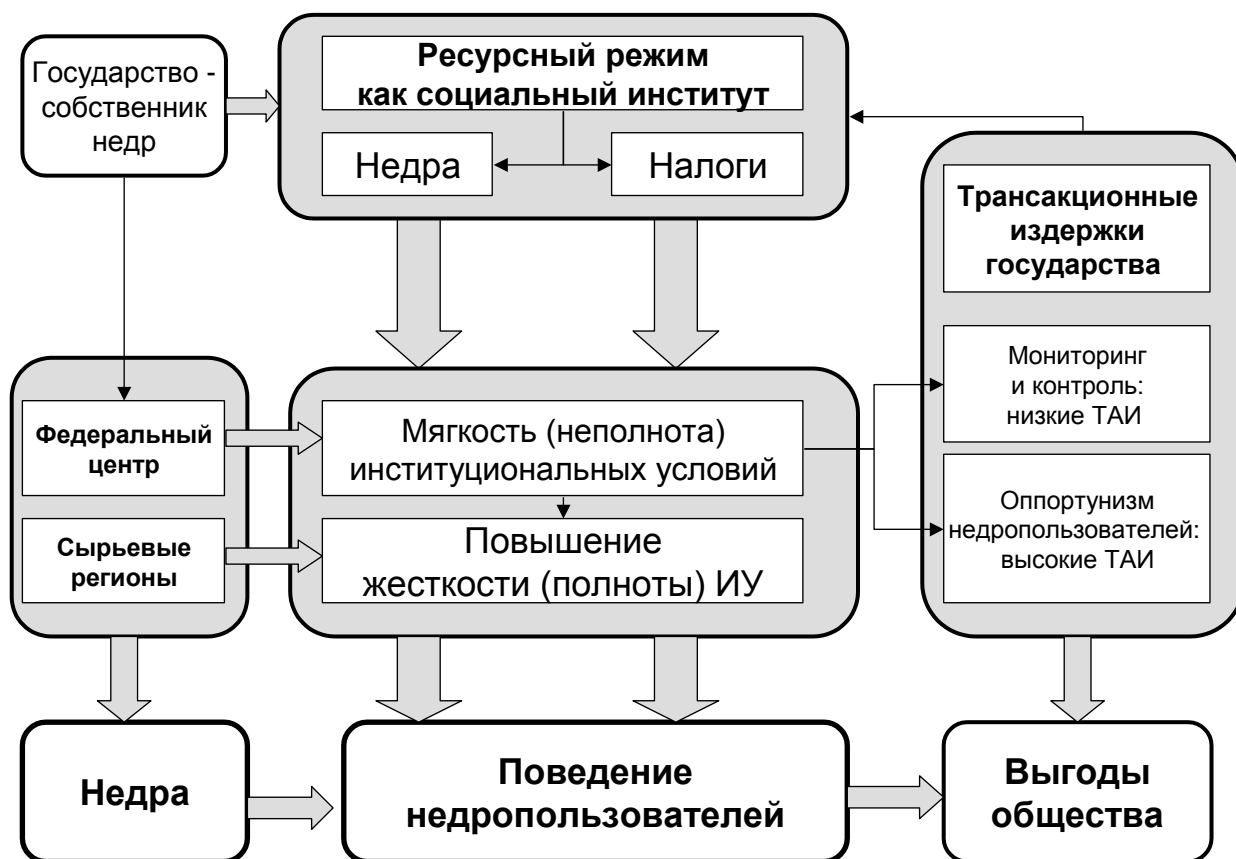 Государство -
собственник
недр
Ресурсный режим
как социальный институт
Недра
Налоги
Трансакционные
издержки
государства
Мониторинг
и контроль:
низкие ТАИ
Оппортунизм
недропользователей:
высокие ТАИ
Федеральный
центр
Сырьевые
регионы
Мягкость (неполнота)
институциональных условий
Повышение
жесткости (полноты) ИУ
Недра
Поведение
недропользователей
Выгоды
общества